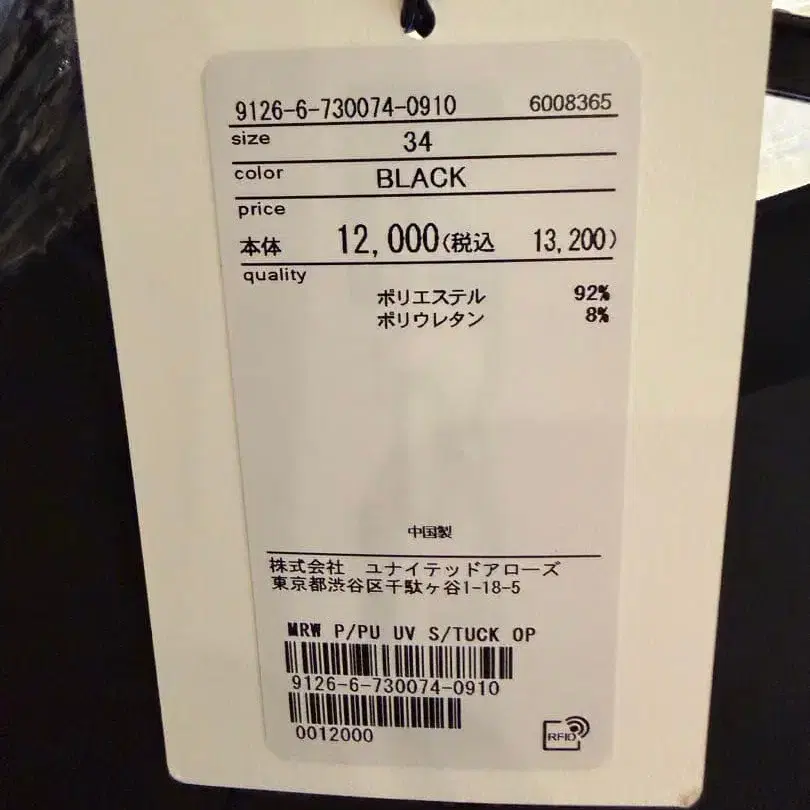 9126-6-730074-0910 6008365
size 34
color BLACK
price
本体 12,000(税込 13,200)
quality
ポリエステル 92%
ポリウレタン 8%
中国製
株式会社 ユナイテッドアローズ
東京都渋谷区千駄ヶ谷1-18-5
MRW P/PU UV S/TUCK OP
9126-6-730074-0910
0012000
RFID